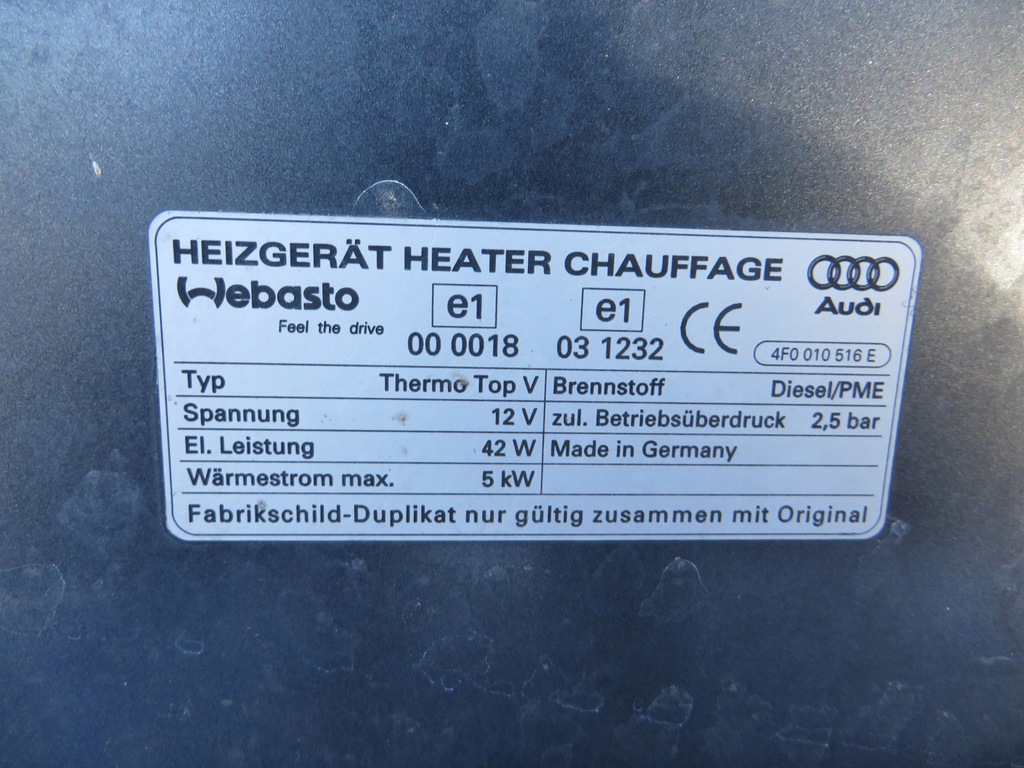 HEIZGERÄT HEATER CHAUFFAGE
Webasto
Feel the drive
e1
00 0018
e1
03 1232
CE
Audi
4F0 010 516 E
Typ Thermo Top V Brennstoff Diesel/PME
Spannung 12 V zul. Betriebsüberdruck 2,5 bar
El. Leistung 42 W Made in Germany
Wärmestrom max. 5 kW
Fabrikschild-Duplikat nur gültig zusammen mit Original